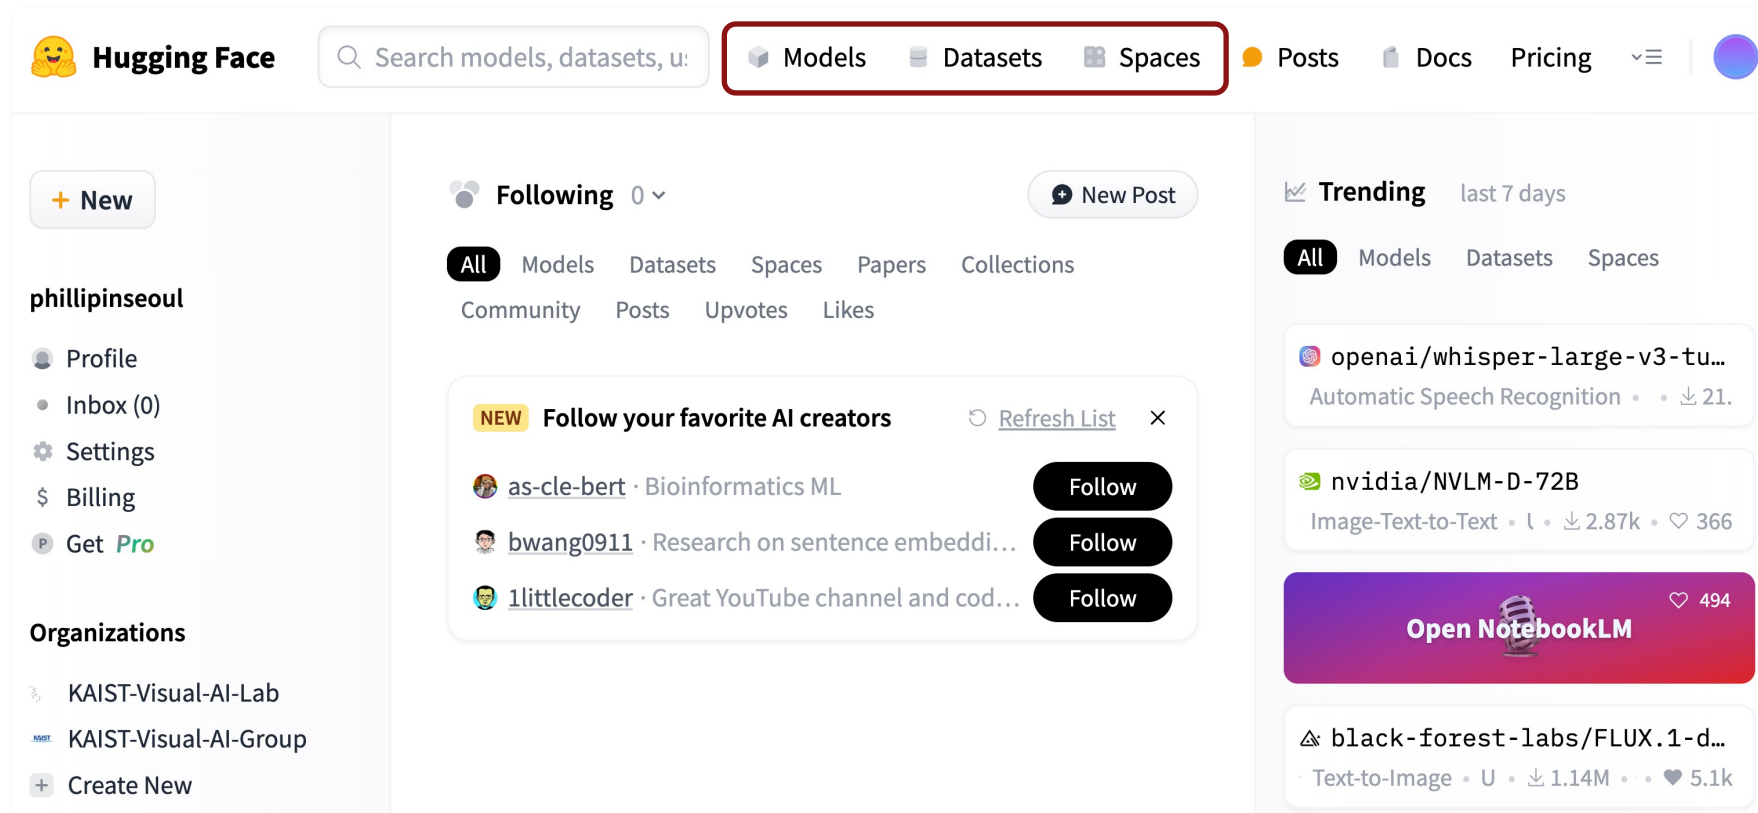 Hugging Face
Search models, datasets, us
Models Datasets Spaces Posts Docs Pricing
+ New
phillipinseoul
Profile
Inbox (0)
Settings
$ Billing
P Get Pro
Organizations
KAIST-Visual-AI-Lab
KAIST KAIST-Visual-AI-Group
+ Create New
Following 0
New Post
All Models Datasets Spaces Papers Collections
Community Posts Upvotes Likes
NEW Follow your favorite AI creators Refresh List
as-cle-bert · Bioinformatics ML Follow
bwang0911 · Research on sentence embeddi... Follow
1littlecoder · Great YouTube channel and cod... Follow
Trending last 7 days
All Models Datasets Spaces
openai/whisper-large-v3-tu...
Automatic Speech Recognition • • 21.
nvidia/NVLM-D-72B
Image-Text-to-Text • • 2.87k • 366
494
Open NotebookLM
black-forest-labs/FLUX.1-d...
Text-to-Image • U • 1.14M • • 5.1k